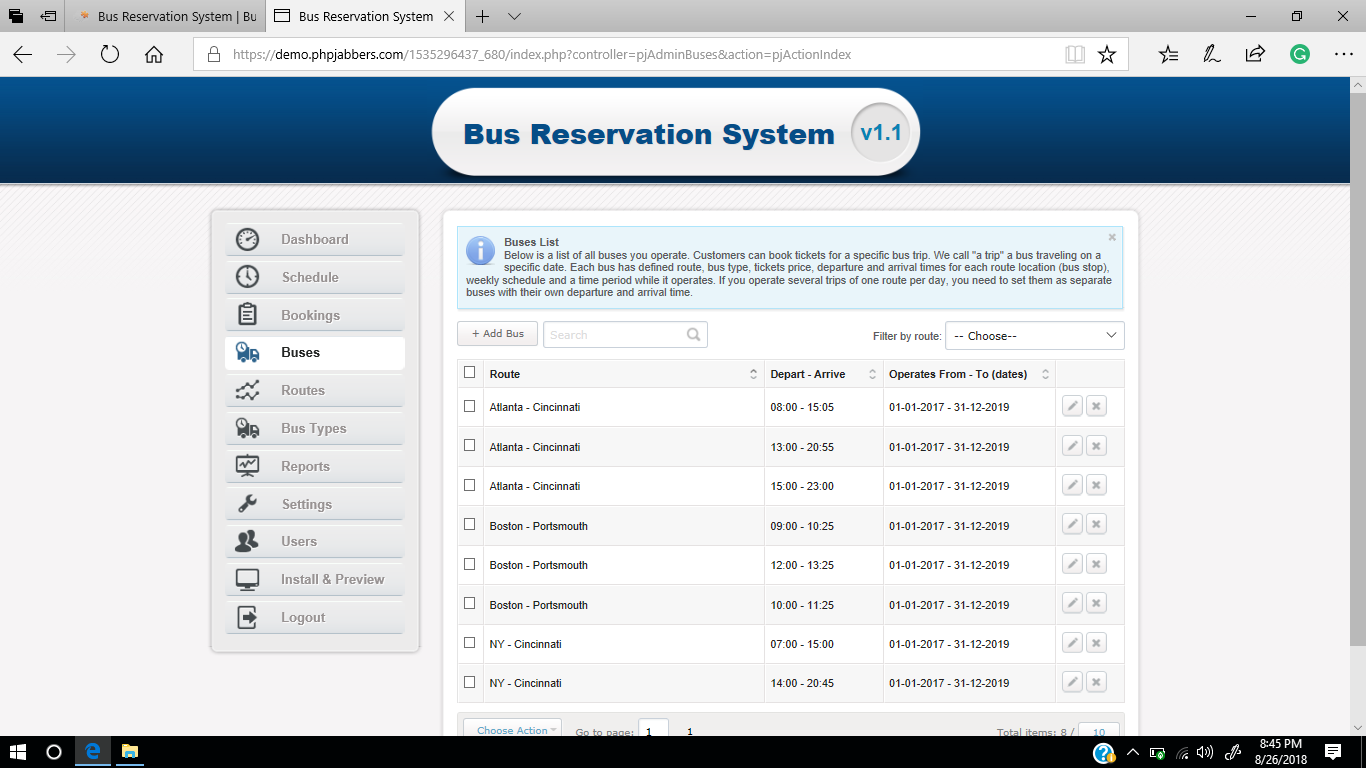 Bus Reservation System | Bu
Bus Reservation System
https://demo.phpjabbers.com/1535296437_680/index.php?controller=pjAdminBuses&action=pjActionIndex
Bus Reservation System v1.1
Dashboard
Schedule
Bookings
Buses
Routes
Bus Types
Reports
Settings
Users
Install & Preview
Logout
Buses List
Below is a list of all buses you operate. Customers can book tickets for a specific bus trip. We call "a trip" a bus traveling on a
specific date. Each bus has defined route, bus type, tickets price, departure and arrival times for each route location (bus stop),
weekly schedule and a time period while it operates. If you operate several trips of one route per day, you need to set them as separate
buses with their own departure and arrival time.
+ Add Bus
Search
Filter by route: -- Choose--
Route Depart - Arrive Operates From - To (dates)
Atlanta - Cincinnati 08:00 - 15:05 01-01-2017 - 31-12-2019
Atlanta - Cincinnati 13:00 - 20:55 01-01-2017 - 31-12-2019
Atlanta - Cincinnati 15:00 - 23:00 01-01-2017 - 31-12-2019
Boston - Portsmouth 09:00 - 10:25 01-01-2017 - 31-12-2019
Boston - Portsmouth 12:00 - 13:25 01-01-2017 - 31-12-2019
Boston - Portsmouth 10:00 - 11:25 01-01-2017 - 31-12-2019
NY - Cincinnati 07:00 - 15:00 01-01-2017 - 31-12-2019
NY - Cincinnati 14:00 - 20:45 01-01-2017 - 31-12-2019
Choose Action Go to page: 1 1 Total items: 8 / 10
8:45 PM
8/26/2018